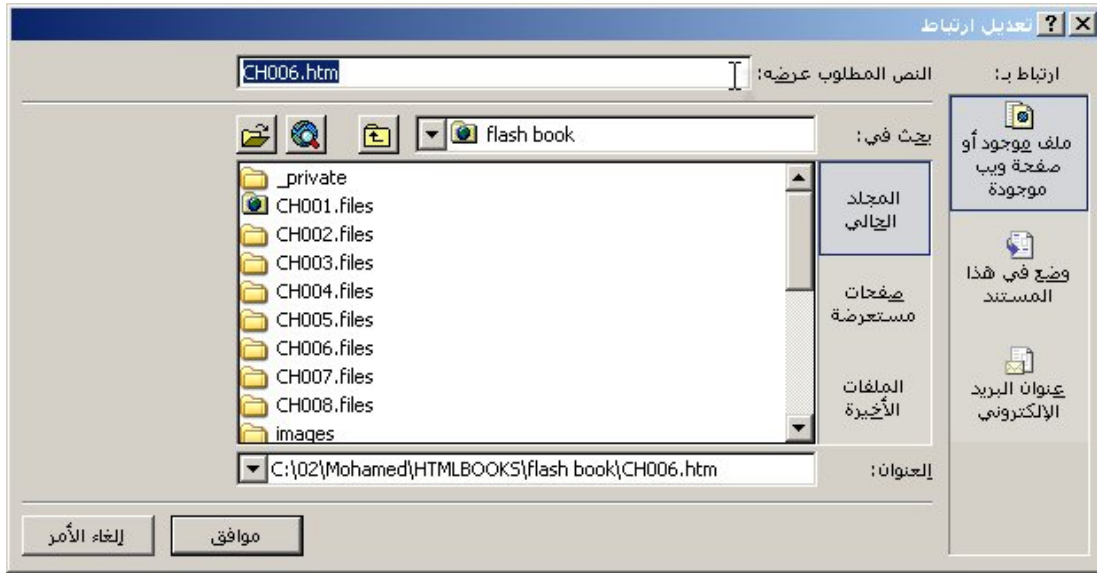 تعديل ارتباط
ارتباط بـ:
النص المطلوب عرضه:
CH006.htm
ملف موجود أو
صفحة ويب
موجودة
وضع في هذا
المستند
عنوان البريد
الإلكتروني
بحث في:
flash book
المجلد
الحالي
صفحات
مستعرضة
الملفات
الأخيرة
_private
CH001.files
CH002.files
CH003.files
CH004.files
CH005.files
CH006.files
CH007.files
CH008.files
images
العنوان:
C:\02\Mohamed\HTMLBOOKS\flash book\CH006.htm
موافق
إلغاء الأمر